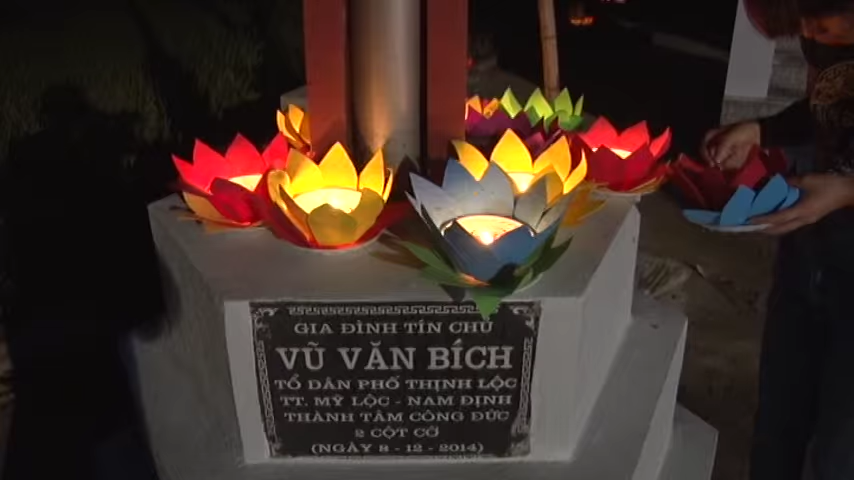 GIA ĐÌNH TÍN CHỦ
VŨ VĂN BÍCH
TỔ DÂN PHỐ THỊNH LỘC
TT. MỸ LỘC - NAM ĐỊNH
THÀNH TÂM CÔNG ĐỨC
2 CỘT CỜ
(NGÀY 8 - 12 - 2014)